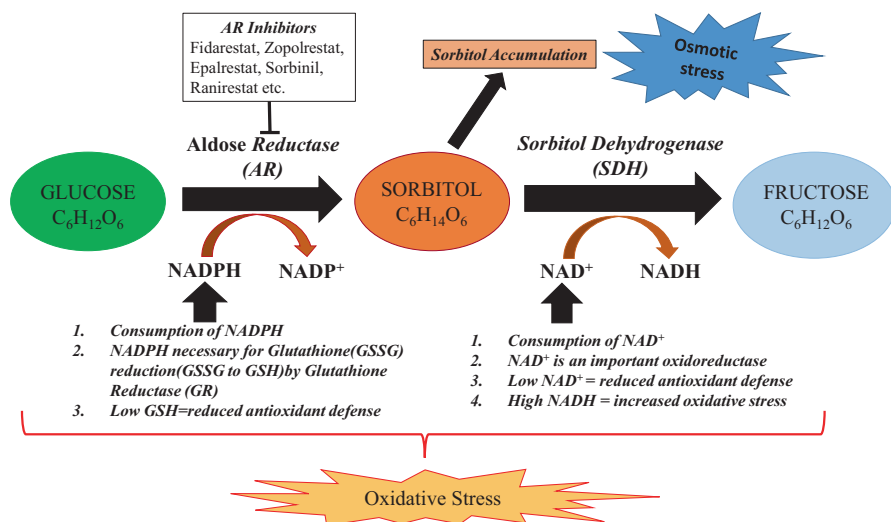 AR Inhibitors
Fidarestat, Zopolrestat,
Epalrestat, Sorbinil,
Ranirestat etc.
Sorbitol Accumulation
Osmotic
stress
Aldose Reductase
(AR)
Sorbitol Dehydrogenase
(SDH)
GLUCOSE
C₆H₁₂O₆
SORBITOL
C₆H₁₄O₆
FRUCTOSE
C₆H₁₂O₆
NADPH
NADP⁺
NAD⁺
NADH
1. Consumption of NADPH
2. NADPH necessary for Glutathione(GSSG)
reduction(GSSG to GSH)by Glutathione
Reductase (GR)
3. Low GSH=reduced antioxidant defense
1. Consumption of NAD⁺
2. NAD⁺ is an important oxidoreductase
3. Low NAD⁺ = reduced antioxidant defense
4. High NADH = increased oxidative stress
Oxidative Stress